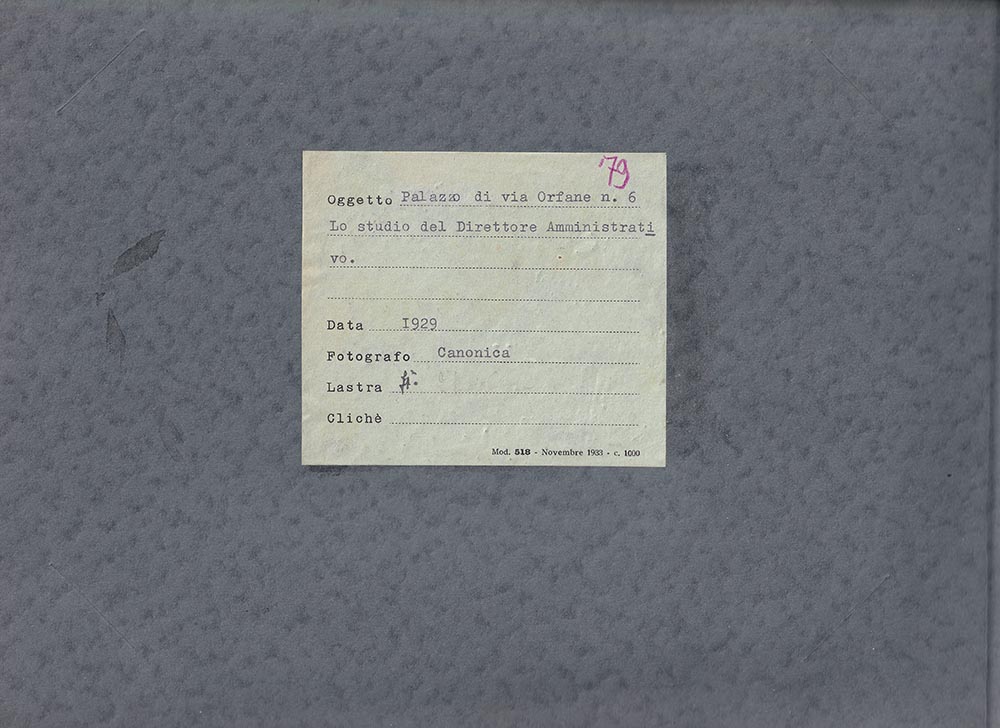 '79
Oggetto Palazzo di via Orfane n. 6
Lo studio del Direttore Amministrati
vo.
Data I929
Fotografo Canonica
Lastra
Clichè
Mod. 518 - Novembre 1933 - c. 1000